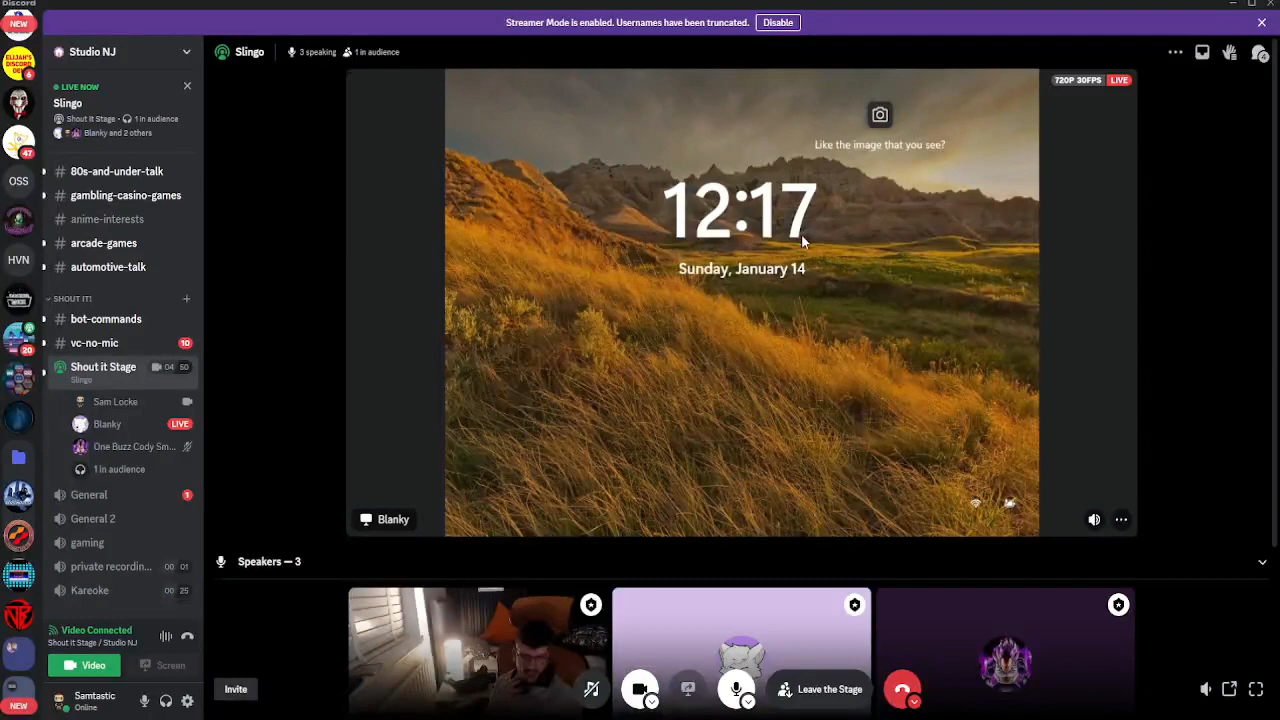 Discord
Streamer Mode is enabled. Usernames have been truncated.
Disable
NEW
ELIJAH'S
DISCORD
6
47
OSS
HVN
20
NEW
Studio NJ
LIVE NOW
Slingo
Shout It Stage • 1 in audience
Blanky and 2 others
80s-and-under-talk
gambling-casino-games
anime-interests
arcade-games
automotive-talk
SHOUT IT!
bot-commands
vc-no-mic
10
Shout it Stage
04 50
Slingo
Sam Locke
Blanky
LIVE
One Buzz Cody Sm...
1 in audience
General
1
General 2
gaming
private recordin...
00 01
Kareoke
00 25
Video Connected
Shout it Stage / Studio NJ
Video
Screen
Samtastic
Online
Slingo
3 speaking
1 in audience
4
720P 30FPS
LIVE
Like the image that you see?
12:17
Sunday, January 14
Blanky
Speakers — 3
Invite
Leave the Stage